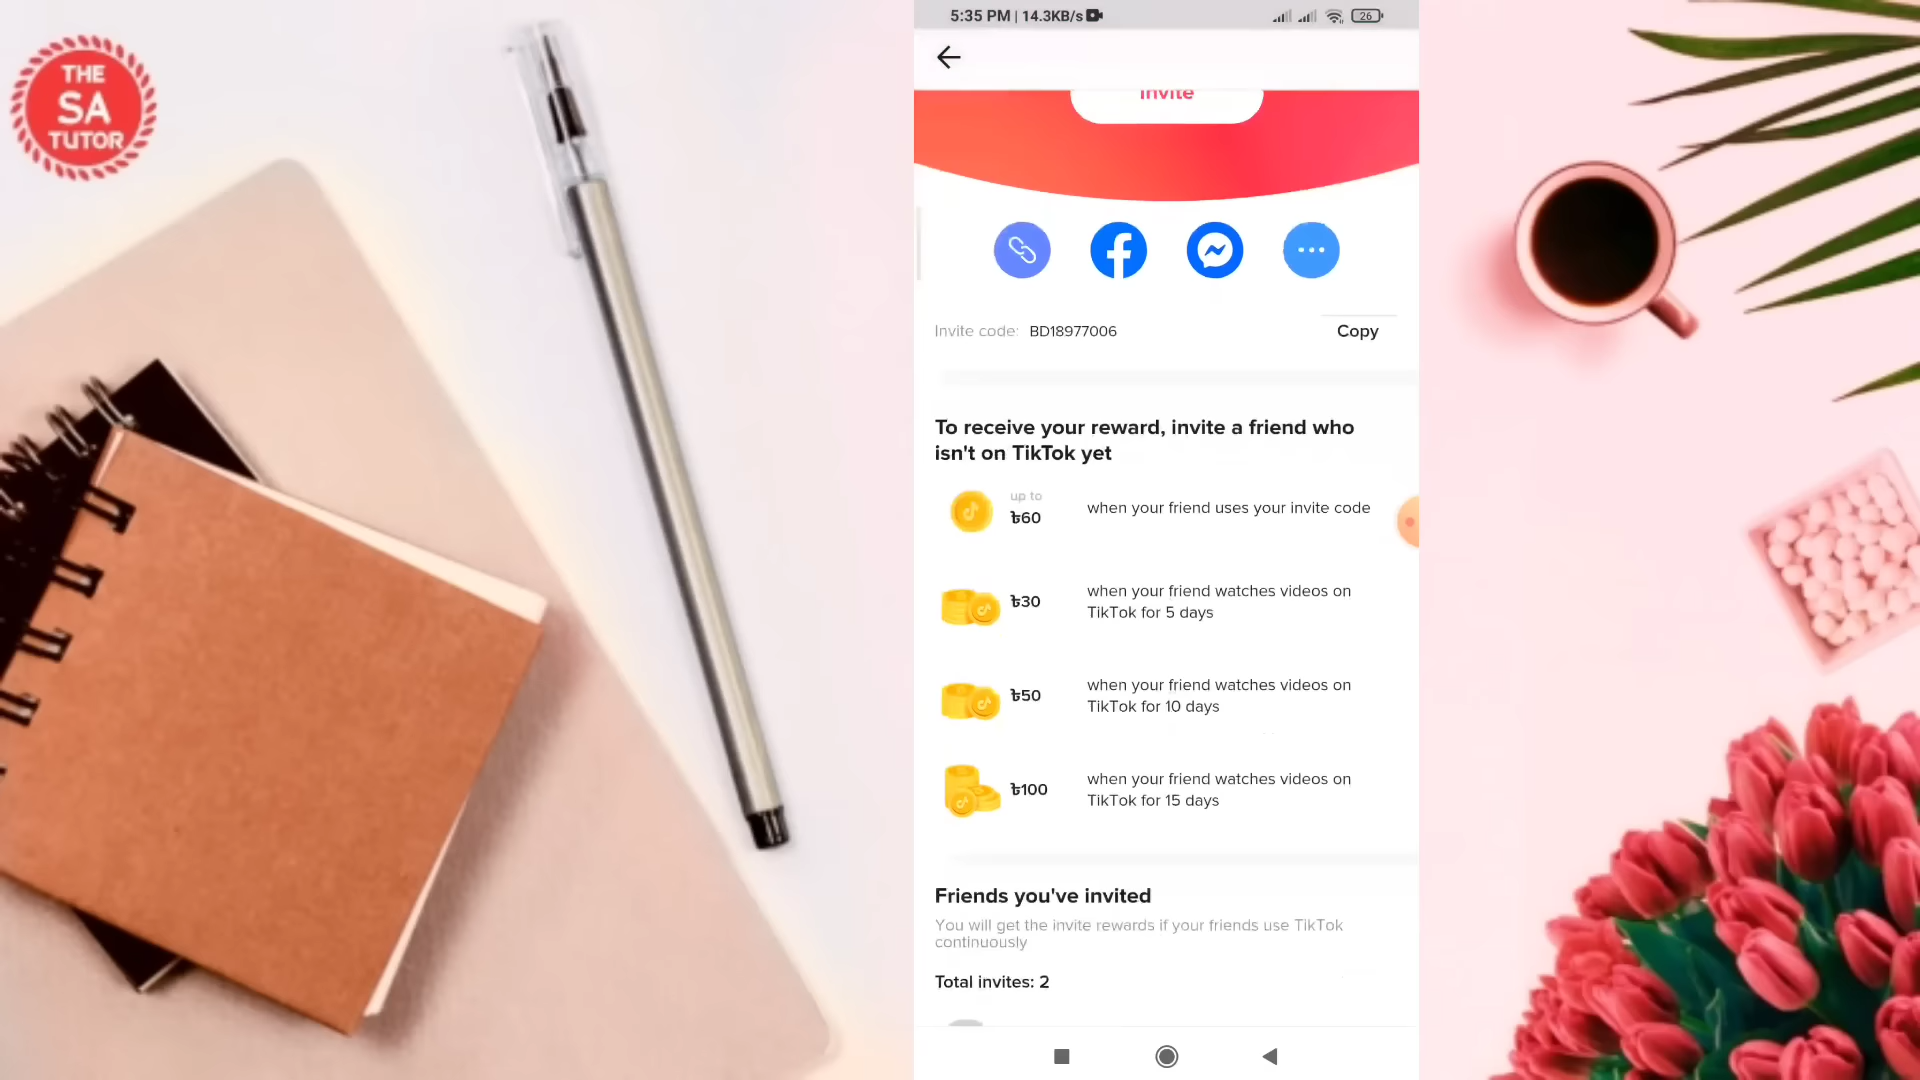 THE
SA
TUTOR
5:35 PM | 14.3KB/s
26
Invite
Invite code: BD18977006
Copy
To receive your reward, invite a friend who
isn't on TikTok yet
up to
৳60
when your friend uses your invite code
৳30
when your friend watches videos on
TikTok for 5 days
৳50
when your friend watches videos on
TikTok for 10 days
৳100
when your friend watches videos on
TikTok for 15 days
Friends you've invited
You will get the invite rewards if your friends use TikTok
continuously
Total invites: 2